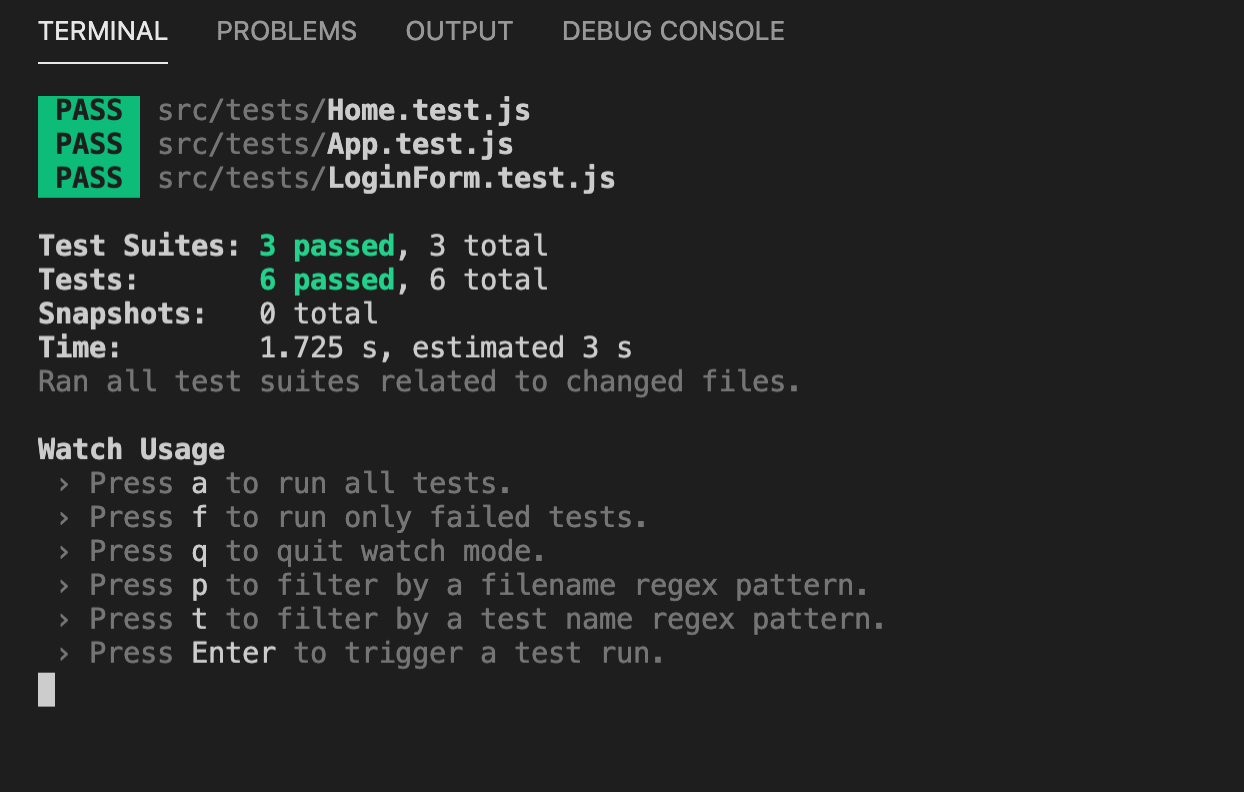 TERMINAL PROBLEMS OUTPUT DEBUG CONSOLE
PASS src/tests/Home.test.js
PASS src/tests/App.test.js
PASS src/tests/LoginForm.test.js
Test Suites: 3 passed, 3 total
Tests: 6 passed, 6 total
Snapshots: 0 total
Time: 1.725 s, estimated 3 s
Ran all test suites related to changed files.
Watch Usage
› Press a to run all tests.
› Press f to run only failed tests.
› Press q to quit watch mode.
› Press p to filter by a filename regex pattern.
› Press t to filter by a test name regex pattern.
› Press Enter to trigger a test run.